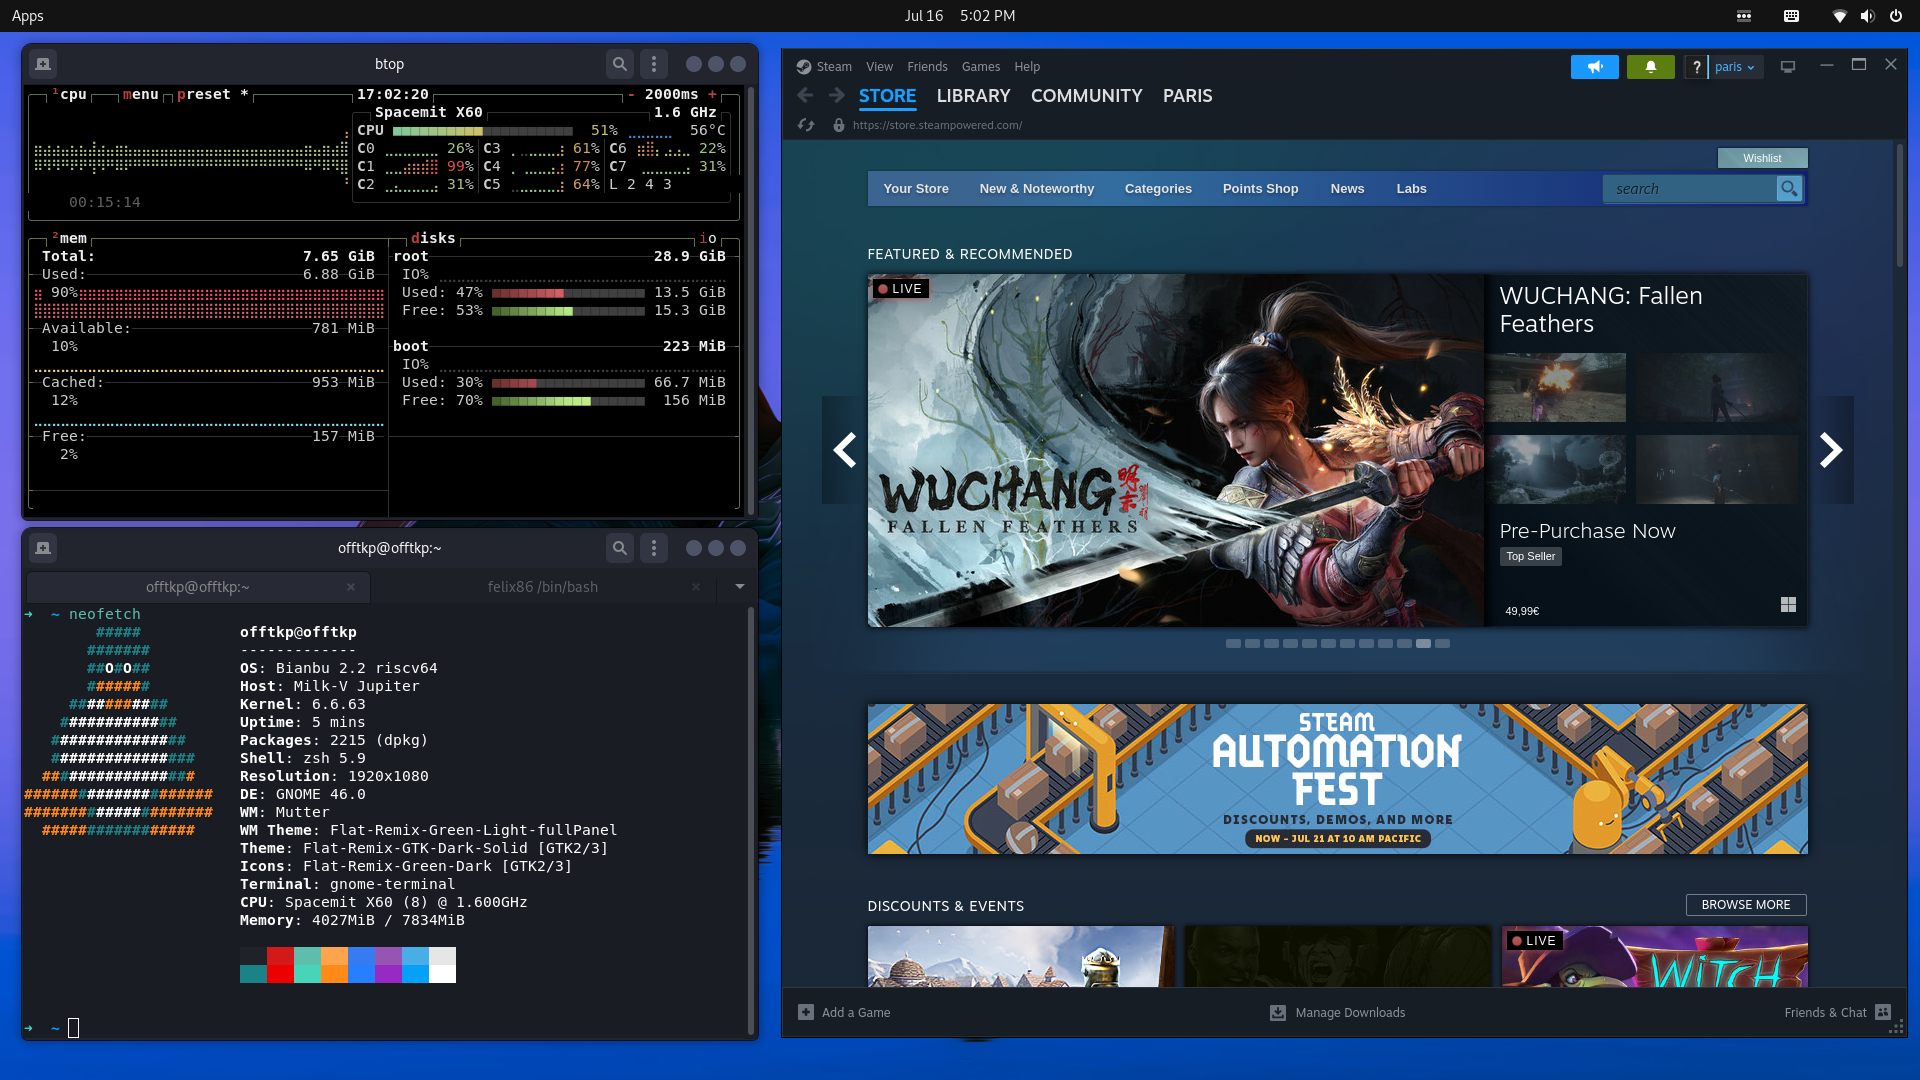 Apps
Jul 16 5:02 PM
btop
¹cpu menu preset * 17:02:20 - 2000ms +
Spacemit X60 1.6 GHz
CPU 51% 56°C
C0 26% C3 61% C6 22%
C1 99% C4 77% C7 31%
C2 31% C5 64% L 2 4 3
00:15:14
²mem disks io
Total: 7.65 GiB root 28.9 GiB
Used: 6.88 GiB IO%
90% Used: 47% 13.5 GiB
Free: 53% 15.3 GiB
Available: 781 MiB
10% boot 223 MiB
IO%
Cached: 953 MiB Used: 30% 66.7 MiB
12% Free: 70% 156 MiB
Free: 157 MiB
2%
offtkp@offtkp:~
offtkp@offtkp:~ × felix86 /bin/bash ×
➜ ~ neofetch
##### offtkp@offtkp
####### -------------
##O#O## OS: Bianbu 2.2 riscv64
####### Host: Milk-V Jupiter
########### Kernel: 6.6.63
############# Uptime: 5 mins
############### Packages: 2215 (dpkg)
################ Shell: zsh 5.9
################# Resolution: 1920x1080
##################### DE: GNOME 46.0
##################### WM: Mutter
################# WM Theme: Flat-Remix-Green-Light-fullPanel
Theme: Flat-Remix-GTK-Dark-Solid [GTK2/3]
Icons: Flat-Remix-Green-Dark [GTK2/3]
Terminal: gnome-terminal
CPU: Spacemit X60 (8) @ 1.600GHz
Memory: 4027MiB / 7834MiB
➜ ~
Steam View Friends Games Help
? paris
STORE LIBRARY COMMUNITY PARIS
https://store.steampowered.com/
Wishlist
Your Store New & Noteworthy Categories Points Shop News Labs search
FEATURED & RECOMMENDED
LIVE
WUCHANG
FALLEN FEATHERS
WUCHANG: Fallen
Feathers
Pre-Purchase Now
Top Seller
49,99€
STEAM
AUTOMATION
FEST
DISCOUNTS, DEMOS, AND MORE
NOW - JUL 21 AT 10 AM PACIFIC
DISCOUNTS & EVENTS
BROWSE MORE
LIVE
WITCH
Add a Game
Manage Downloads
Friends & Chat